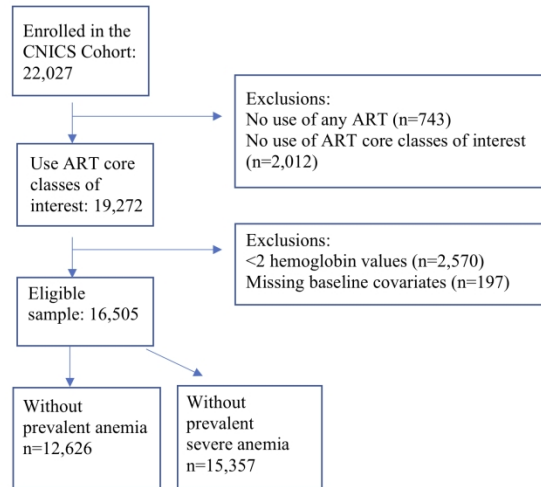 Enrolled in the
CNICS Cohort:
22,027
Exclusions:
No use of any ART (n=743)
No use of ART core classes of interest
(n=2,012)
Use ART core
classes of
interest: 19,272
Exclusions:
<2 hemoglobin values (n=2,570)
Missing baseline covariates (n=197)
Eligible
sample: 16,505
Without
prevalent anemia
n=12,626
Without
prevalent
severe anemia
n=15,357